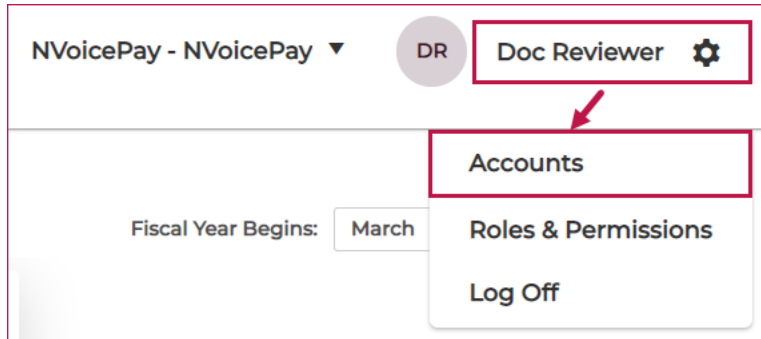 NVoicePay - NVoicePay ▼
DR
Doc Reviewer
Accounts
Fiscal Year Begins: March
Roles & Permissions
Log Off